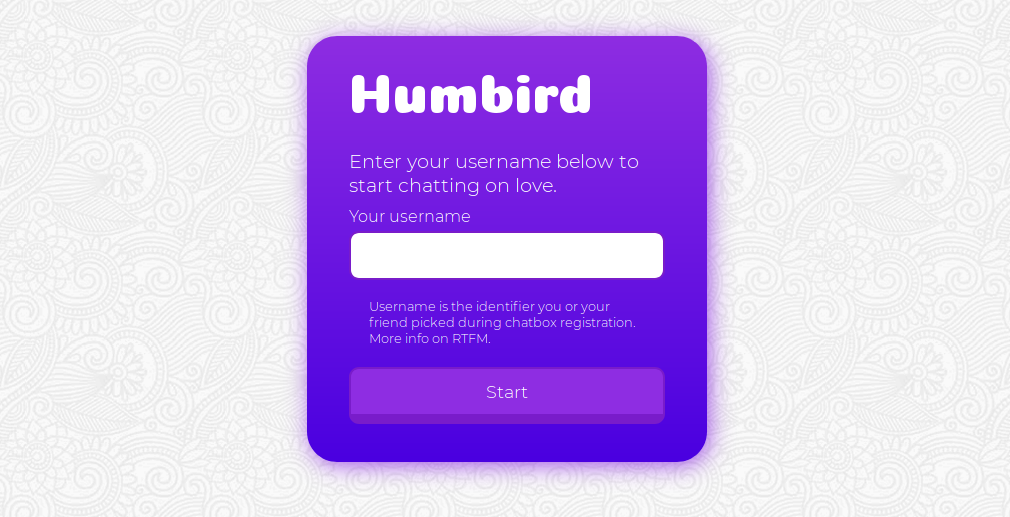 Humbird
Enter your username below to
start chatting on love.
Your username
Username is the identifier you or your
friend picked during chatbox registration.
More info on RTFM.
Start